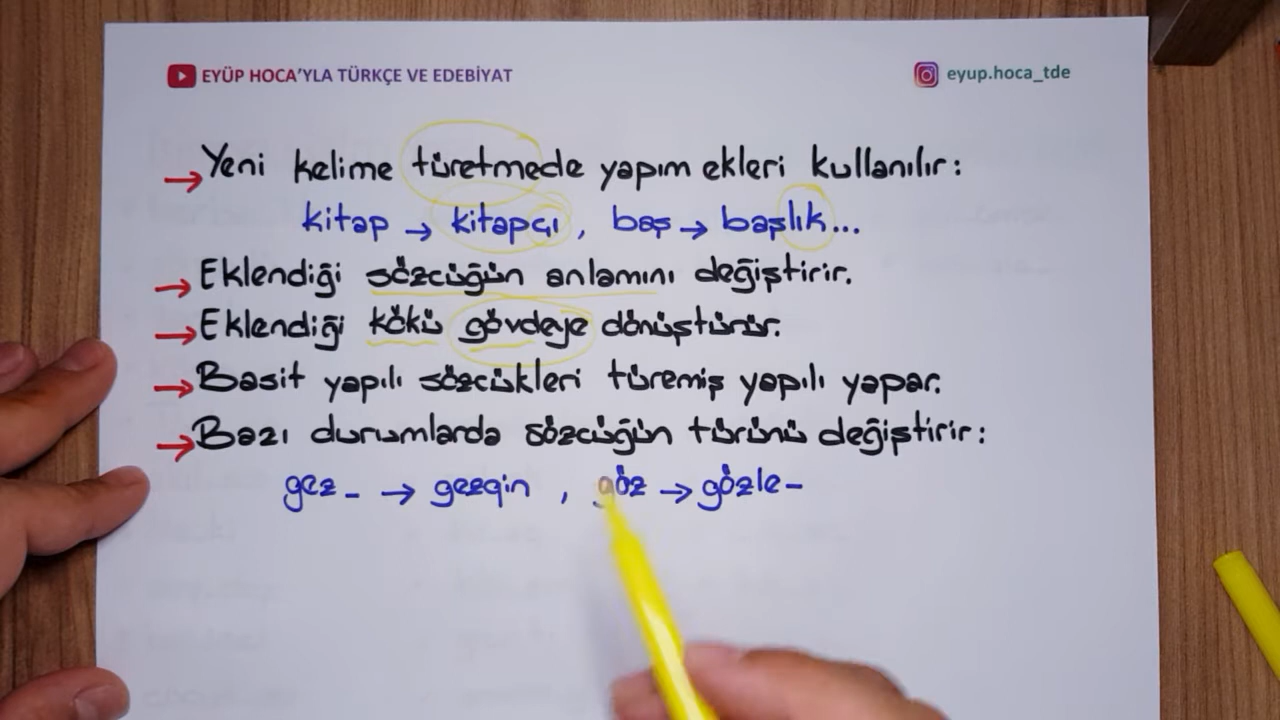 EYÜP HOCA'YLA TÜRKÇE VE EDEBİYAT
eyup.hoca_tde
→ Yeni kelime türetmede yapım ekleri kullanılır:
kitap → kitapçı, baş → başlık...
→ Eklendiği sözcüğün anlamını değiştirir.
→ Eklendiği kökü gövdeye dönüştürür.
→ Basit yapılı sözcükleri türemiş yapılı yapar.
→ Bazı durumlarda sözcüğün türünü değiştirir:
gez- → gezgin, göz → gözle-